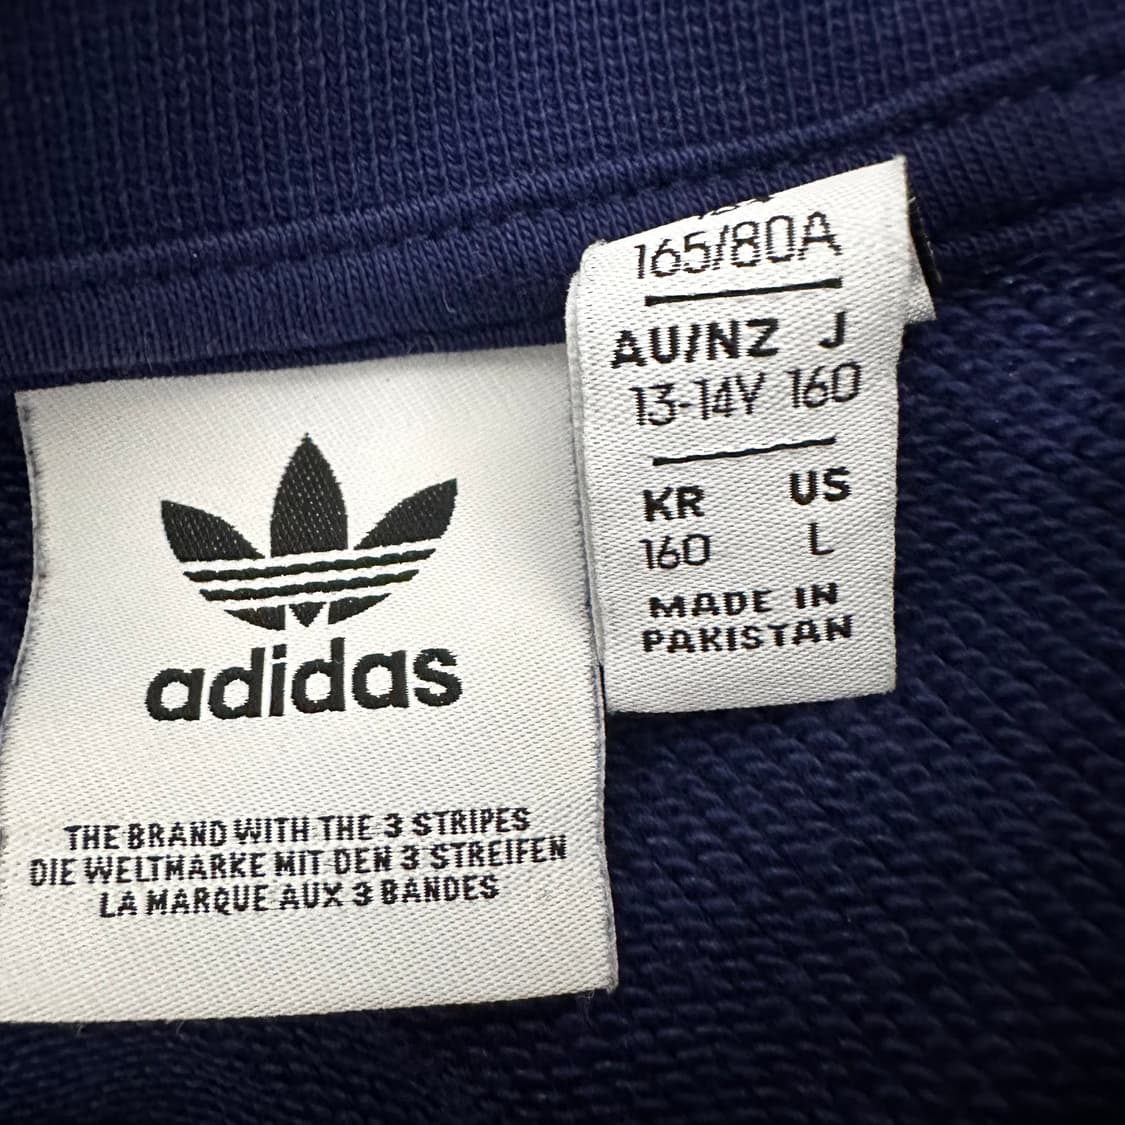 adidas
THE BRAND WITH THE 3 STRIPES
DIE WELTMARKE MIT DEN 3 STREIFEN
LA MARQUE AUX 3 BANDES
165/80A
AU/NZ J
13-14Y 160
KR US
160 L
MADE IN
PAKISTAN